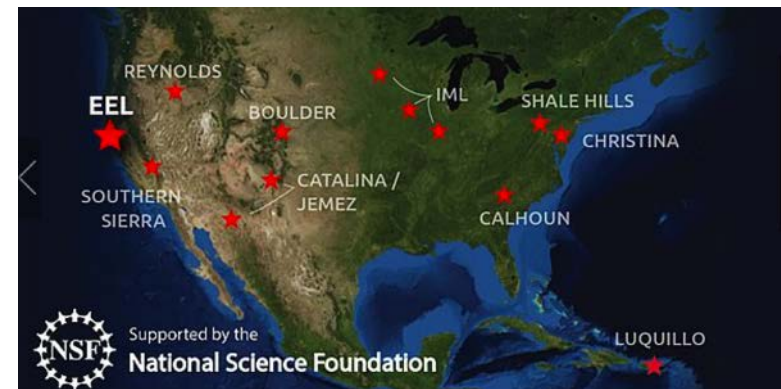 REYNOLDS
EEL
BOULDER
IML
SHALE HILLS
CHRISTINA
SOUTHERN
SIERRA
CATALINA /
JEMEZ
CALHOUN
LUQUILLO
NSF
Supported by the
National Science Foundation